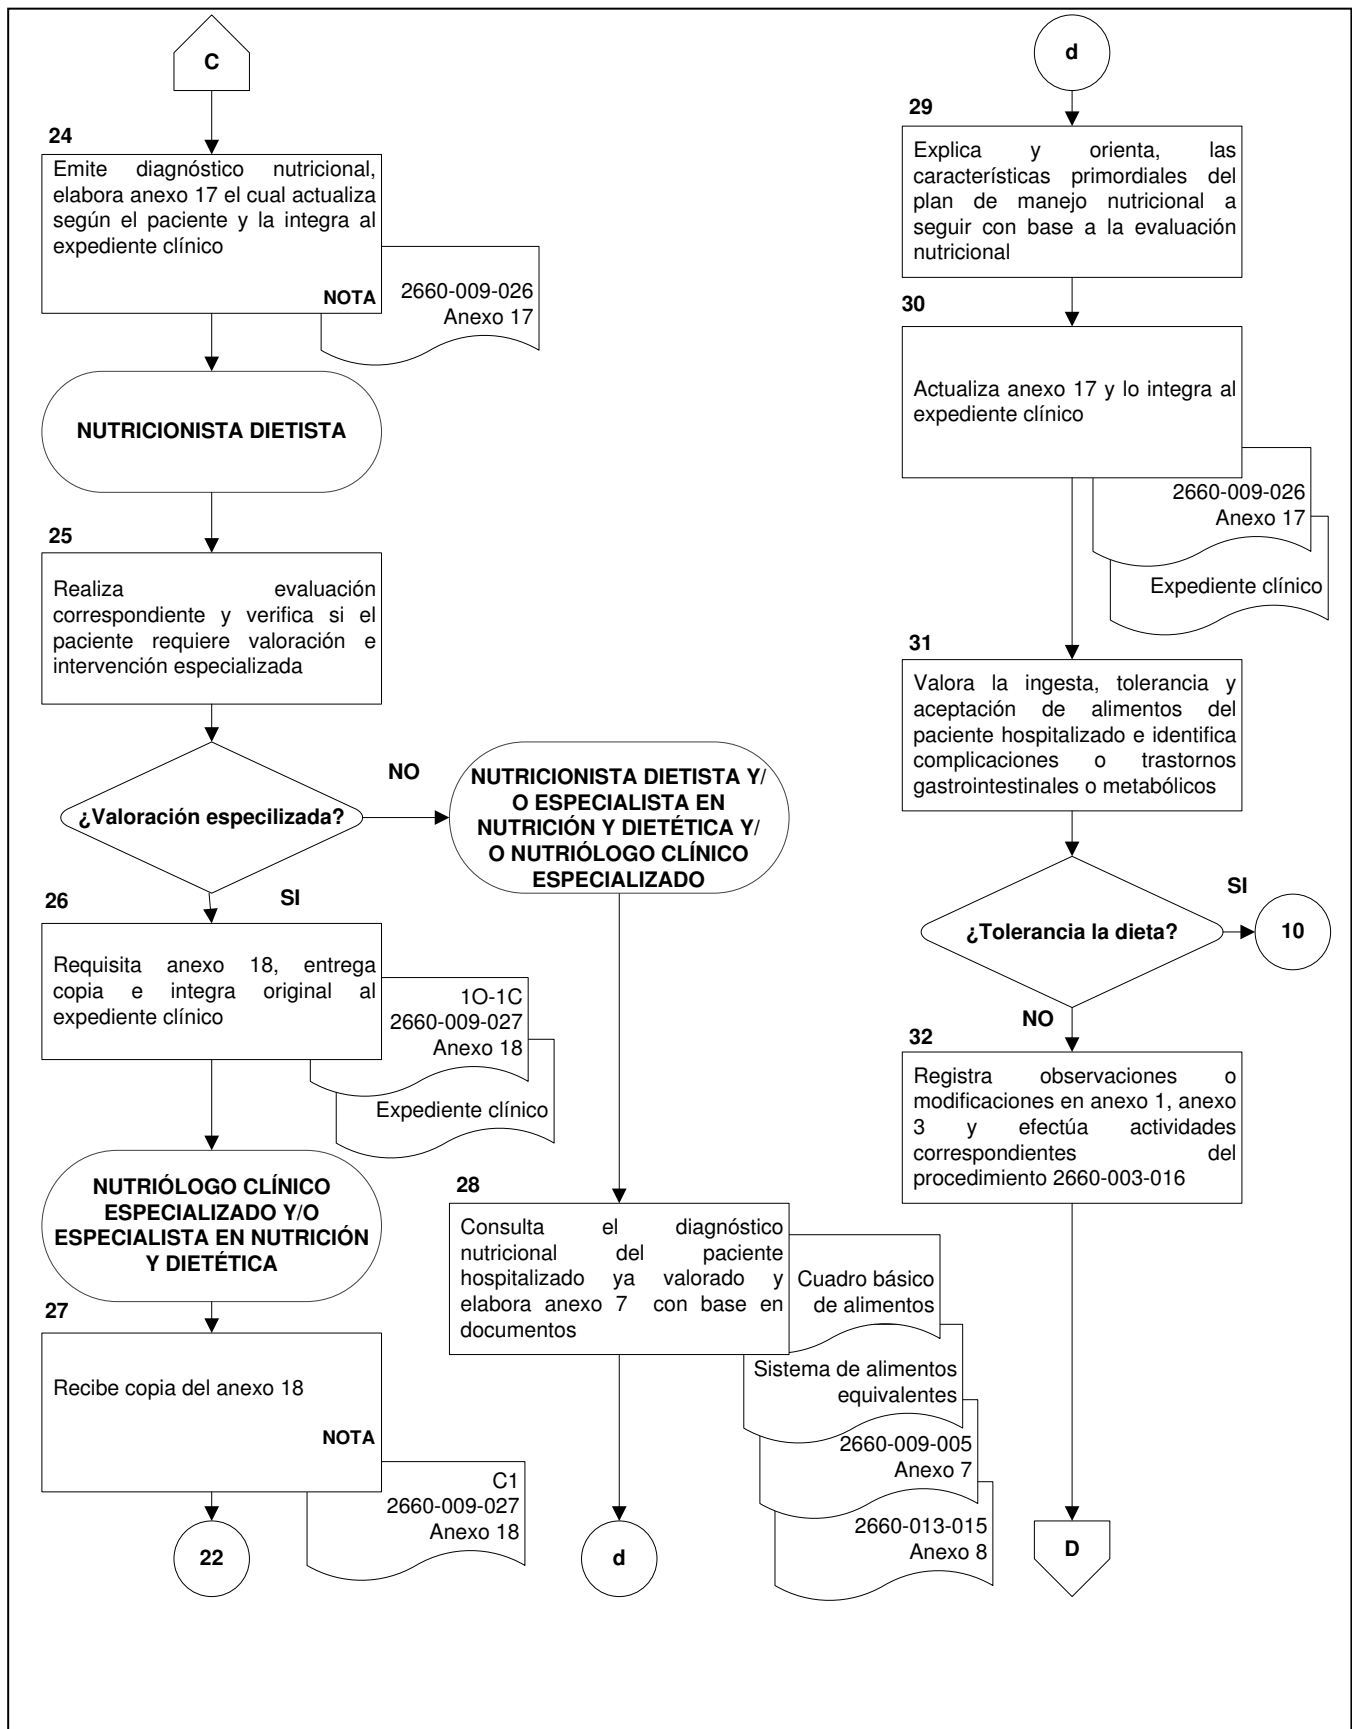 C
24
Emite diagnóstico nutricional,
elabora anexo 17 el cual actualiza
según el paciente y la integra al
expediente clínico
NOTA
2660-009-026
Anexo 17
NUTRICIONISTA DIETISTA
25
Realiza evaluación
correspondiente y verifica si el
paciente requiere valoración e
intervención especializada
¿Valoración especilizada?
NO
SI
26
Requisita anexo 18, entrega
copia e integra original al
expediente clínico
1O-1C
2660-009-027
Anexo 18
Expediente clínico
NUTRIÓLOGO CLÍNICO
ESPECIALIZADO Y/O
ESPECIALISTA EN NUTRICIÓN
Y DIETÉTICA
27
Recibe copia del anexo 18
NOTA
C1
2660-009-027
Anexo 18
22
NUTRICIONISTA DIETISTA Y/
O ESPECIALISTA EN
NUTRICIÓN Y DIETÉTICA Y/
O NUTRIÓLOGO CLÍNICO
ESPECIALIZADO
28
Consulta el diagnóstico
nutricional del paciente
hospitalizado ya valorado y
elabora anexo 7 con base en
documentos
Cuadro básico
de alimentos
Sistema de alimentos
equivalentes
2660-009-005
Anexo 7
2660-013-015
Anexo 8
d
d
29
Explica y orienta, las
características primordiales del
plan de manejo nutricional a
seguir con base a la evaluación
nutricional
30
Actualiza anexo 17 y lo integra al
expediente clínico
2660-009-026
Anexo 17
Expediente clínico
31
Valora la ingesta, tolerancia y
aceptación de alimentos del
paciente hospitalizado e identifica
complicaciones o trastornos
gastrointestinales o metabólicos
¿Tolerancia la dieta?
SI
10
NO
32
Registra observaciones o
modificaciones en anexo 1, anexo
3 y efectúa actividades
correspondientes del
procedimiento 2660-003-016
D